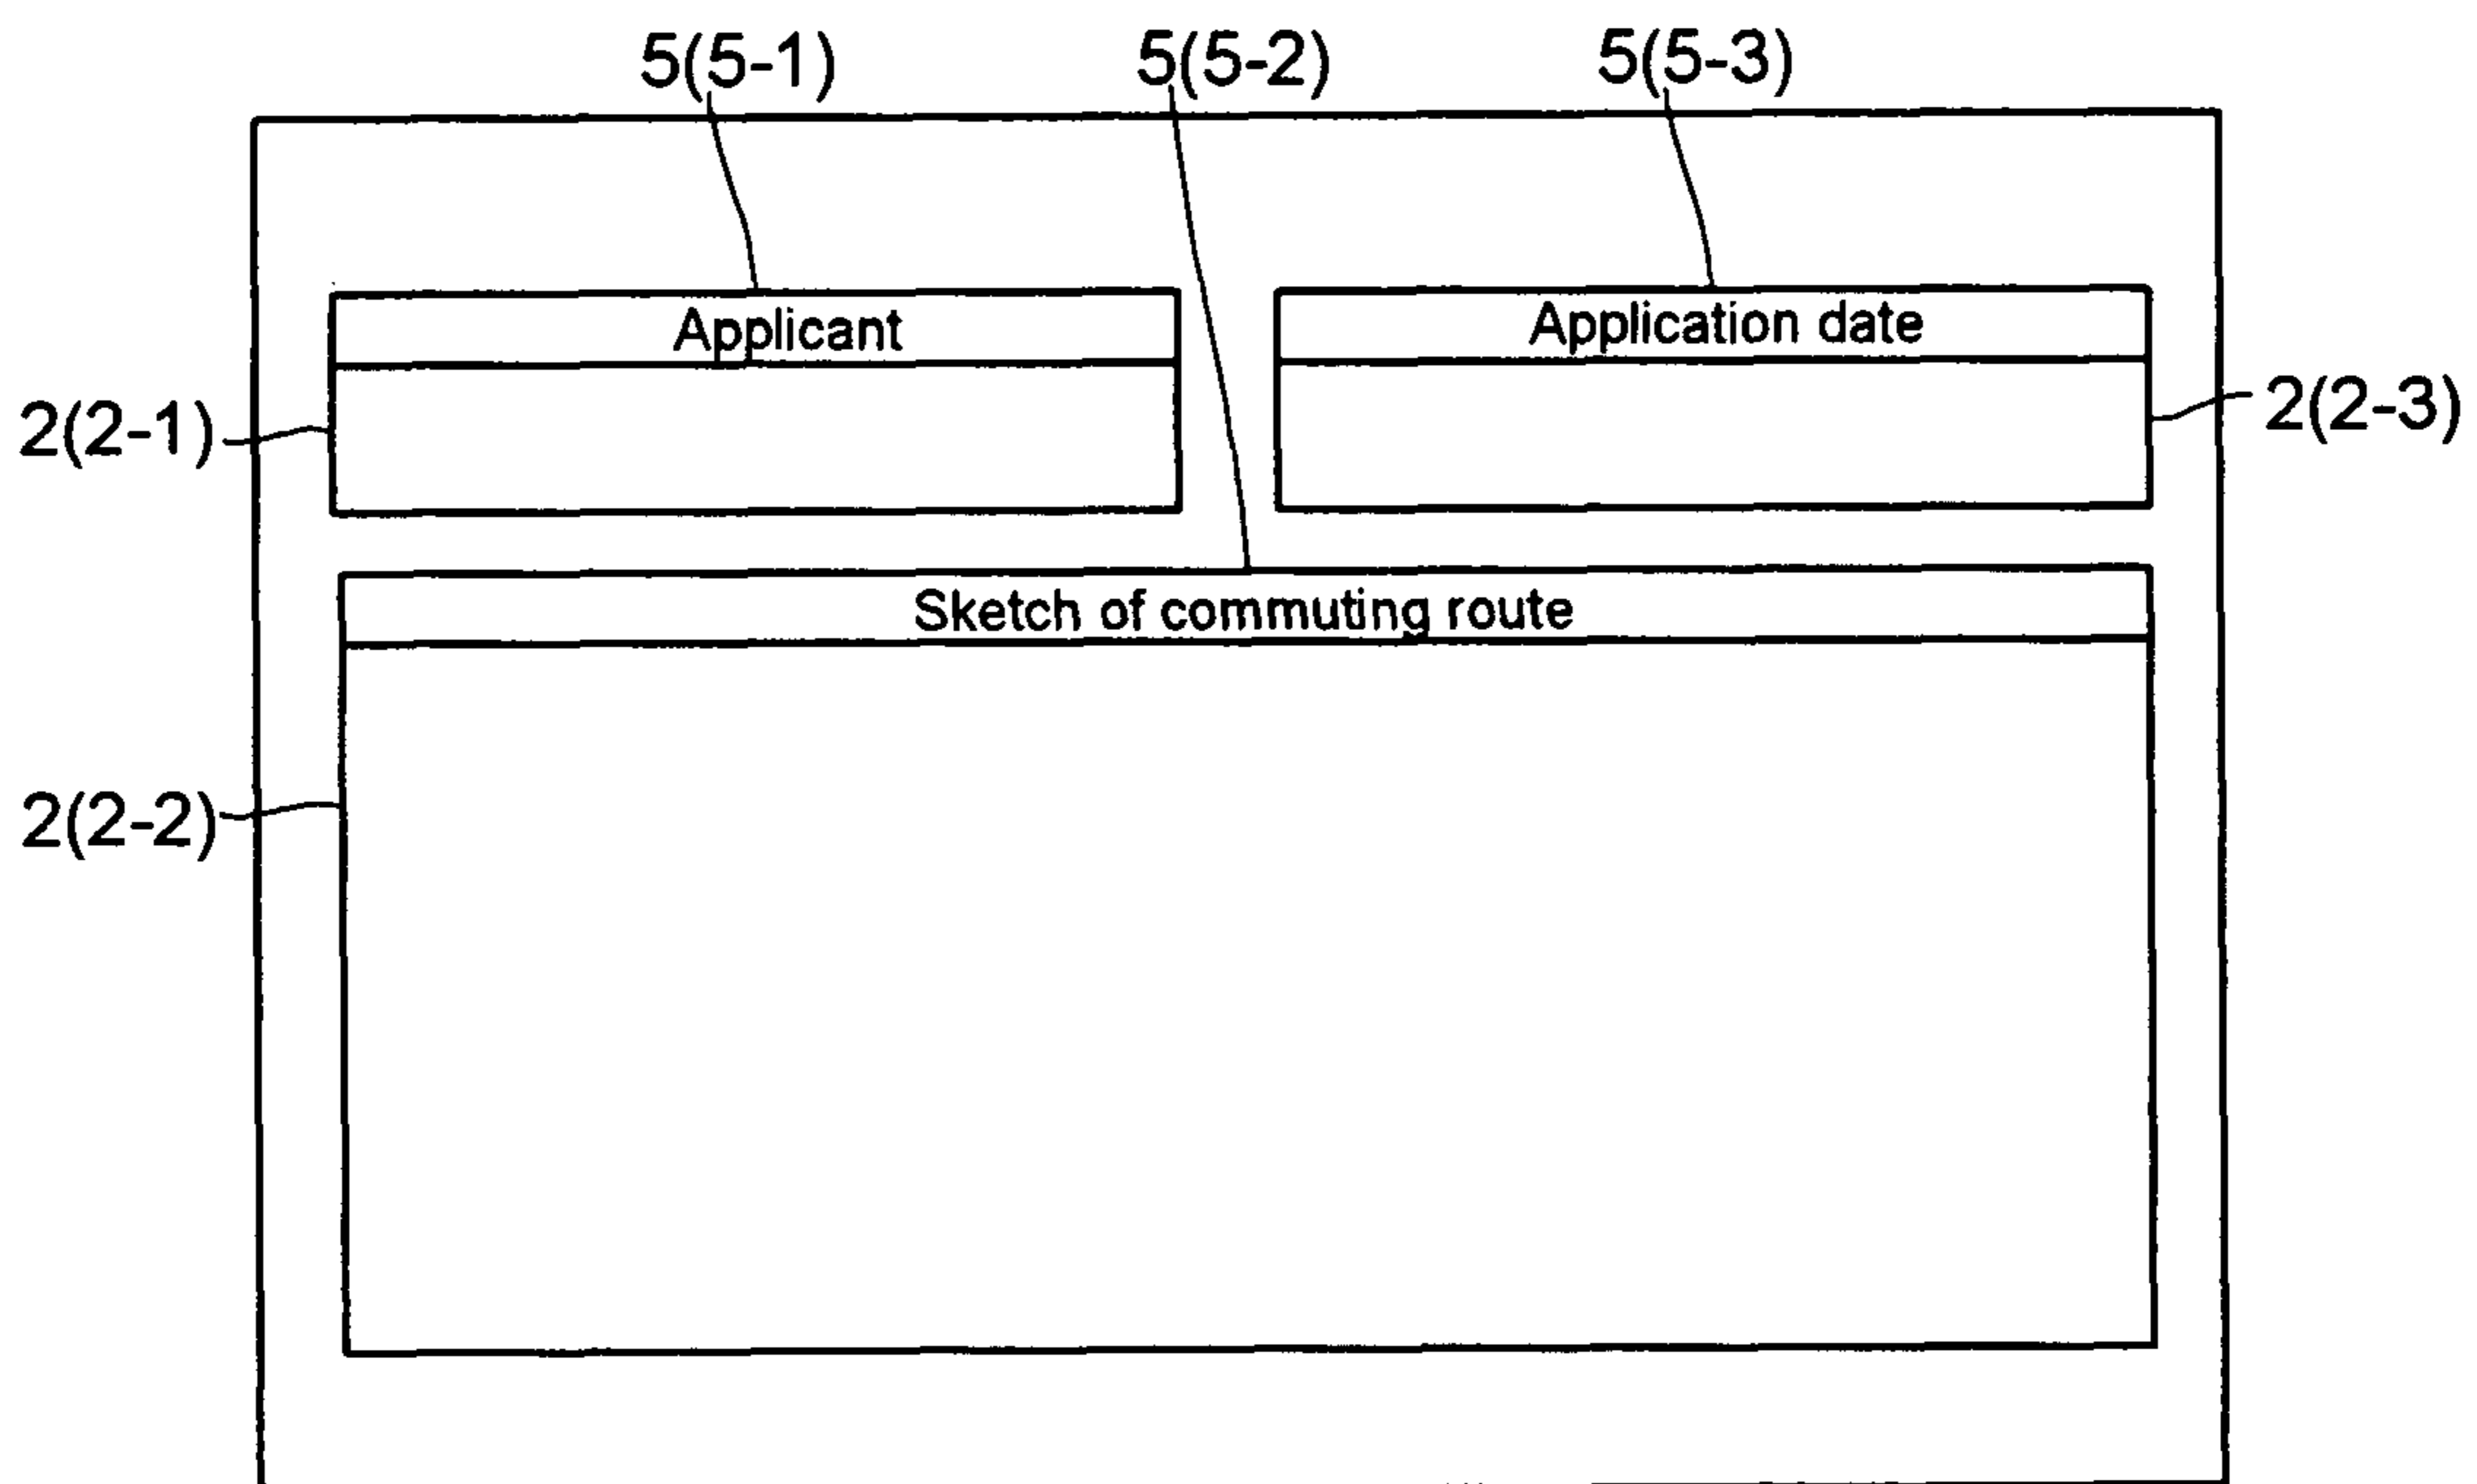 5(5-1) 5(5-2) 5(5-3)
Applicant Application date
2(2-1) 2(2-3)
Sketch of commuting route
2(2-2)